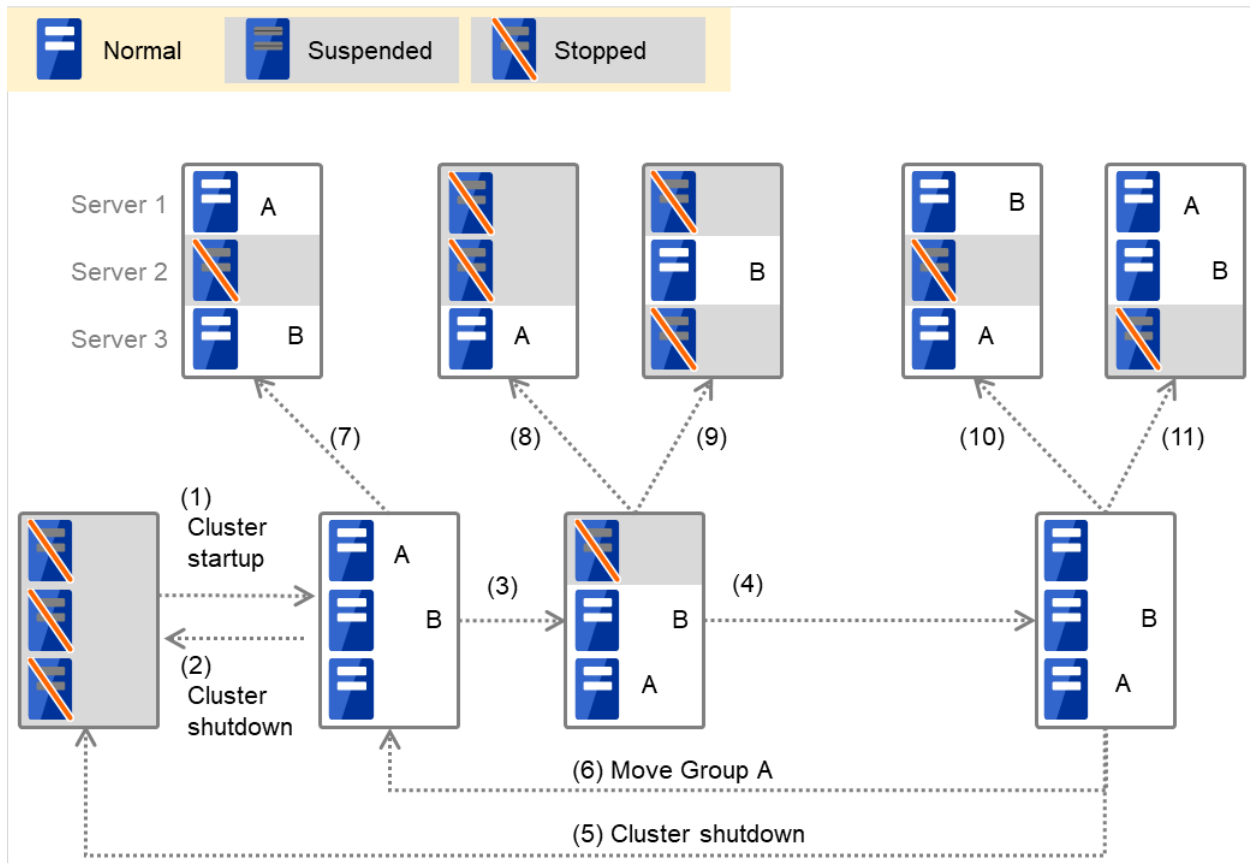 Normal
Suspended
Stopped
Server 1
Server 2
Server 3
A
B
A
B
B
A
A
B
(7)
(8)
(9)
(10)
(11)
(1)
Cluster
startup
(2)
Cluster
shutdown
A
B
(3)
B
A
(4)
B
A
(6) Move Group A
(5) Cluster shutdown